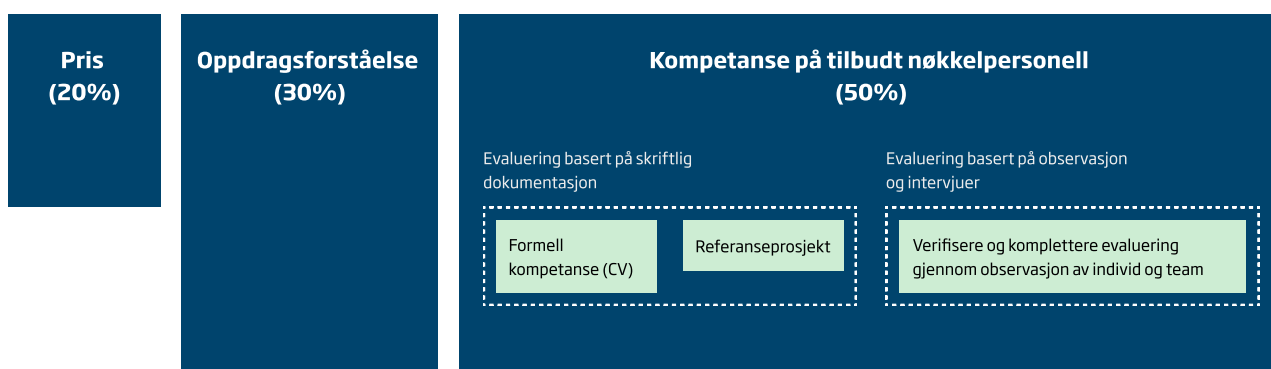 Pris
(20%)
Oppdragsforståelse
(30%)
Kompetanse på tilbudt nøkkelpersonell
(50%)
Evaluering basert på skriftlig
dokumentasjon
Formell
kompetanse (CV)
Referanseprosjekt
Evaluering basert på observasjon
og intervjuer
Verifisere og komplettere evaluering
gjennom observasjon av individ og team